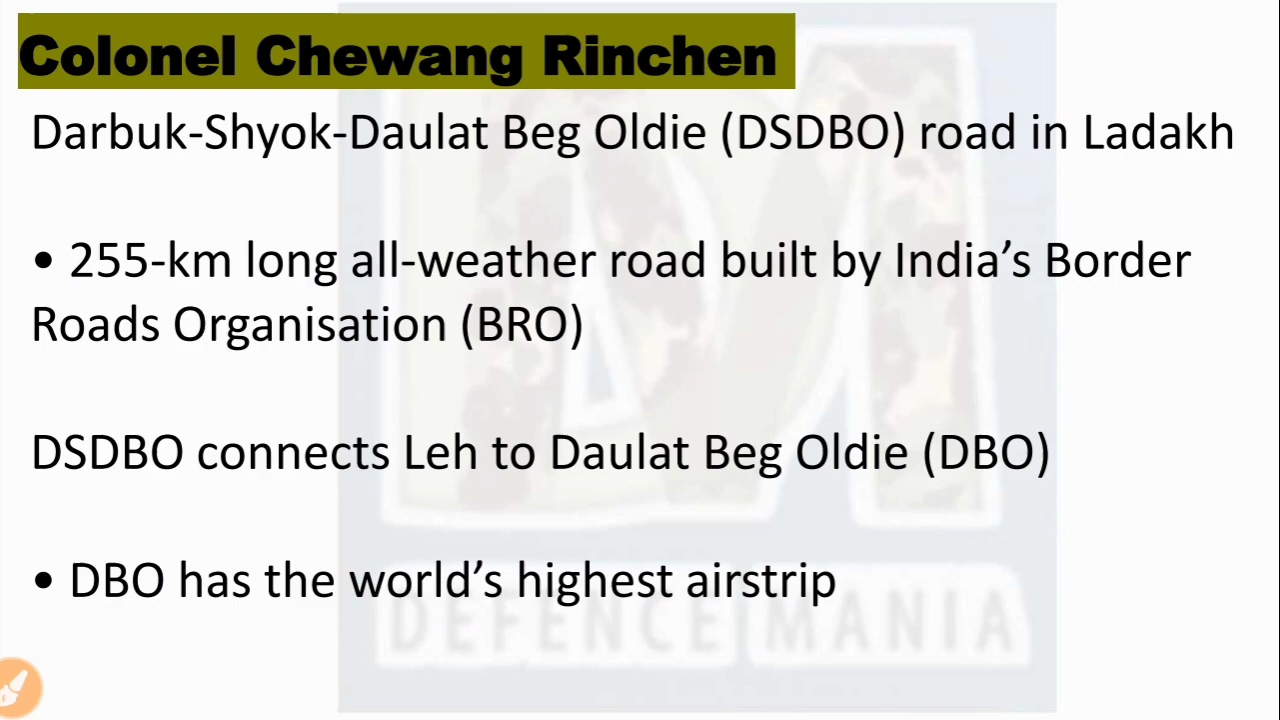 Colonel Chewang Rinchen
Darbuk-Shyok-Daulat Beg Oldie (DSDBO) road in Ladakh
• 255-km long all-weather road built by India’s Border
Roads Organisation (BRO)
DSDBO connects Leh to Daulat Beg Oldie (DBO)
• DBO has the world’s highest airstrip
DEFENCE MANIA